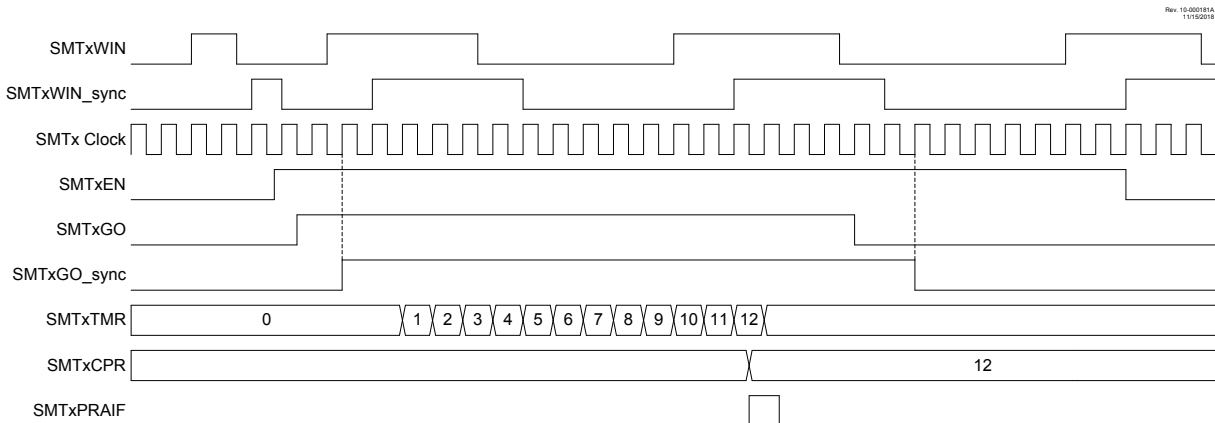 Rev. 10-000181A
11/15/2018
SMTxWIN
SMTxWIN_sync
SMTx Clock
SMTxEN
SMTxGO
SMTxGO_sync
SMTxTMR 0 1 2 3 4 5 6 7 8 9 10 11 12
SMTxCPR 12
SMTxPRAIF